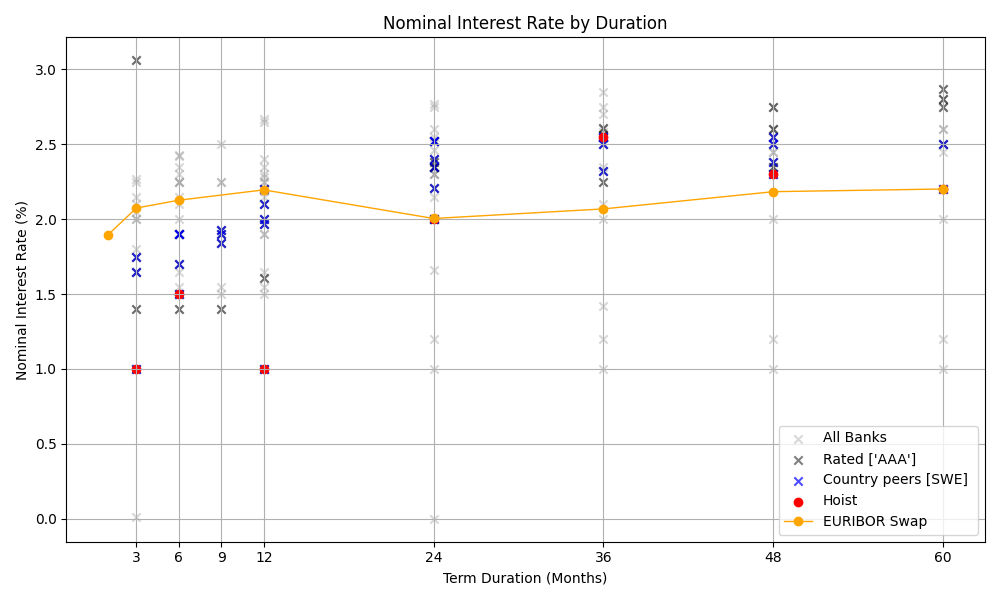 Nominal Interest Rate by Duration
Nominal Interest Rate (%)
3.0
2.5
2.0
1.5
1.0
0.5
0.0
All Banks
Rated ['AAA']
Country peers [SWE]
Hoist
EURIBOR Swap
3 6 9 12 24 36 48 60
Term Duration (Months)